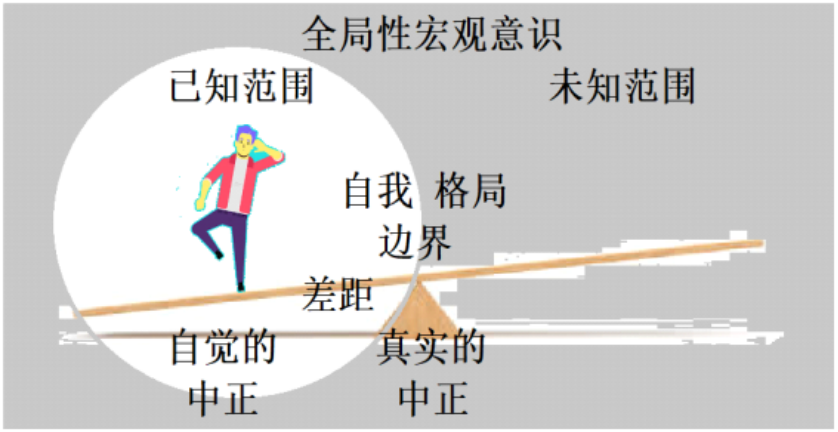 全局性宏观意识
已知范围 未知范围
自我 格局
边界
差距
自觉的 真实的
中正 中正